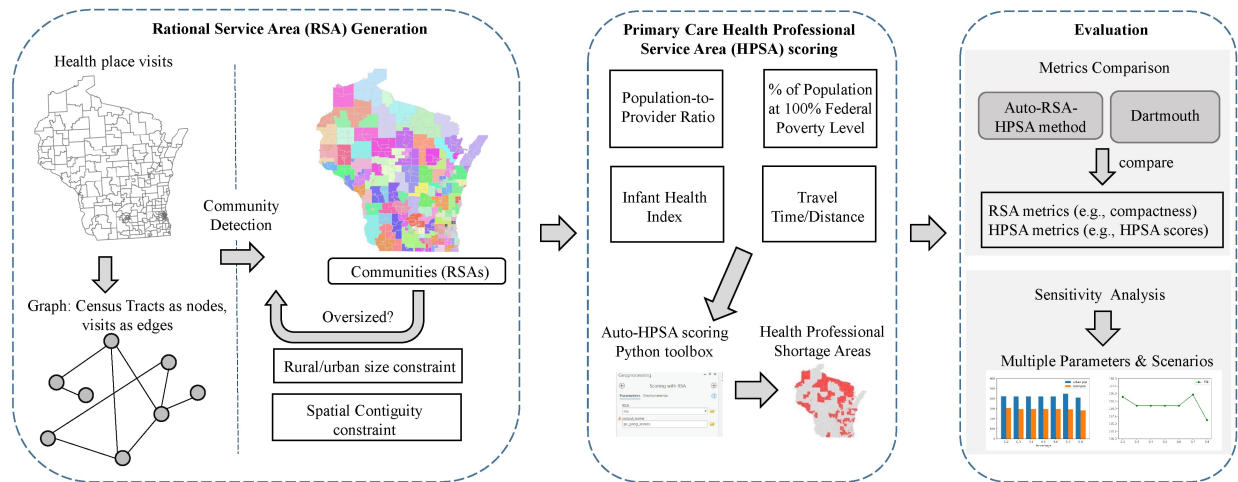 Rational Service Area (RSA) Generation
Health place visits
Graph: Census Tracts as nodes,
visits as edges
Community
Detection
Communities (RSAs)
Oversized?
Rural/urban size constraint
Spatial Contiguity
constraint
Primary Care Health Professional
Service Area (HPSA) scoring
Population-to-
Provider Ratio
% of Population
at 100% Federal
Poverty Level
Infant Health
Index
Travel
Time/Distance
Auto-HPSA scoring
Python toolbox
Geoprocessing
Scoring with RSA
Parameters Environments
Health Professional
Shortage Areas
Evaluation
Metrics Comparison
Auto-RSA-
HPSA method
Dartmouth
compare
RSA metrics (e.g., compactness)
HPSA metrics (e.g., HPSA scores)
Sensitivity Analysis
Multiple Parameters & Scenarios